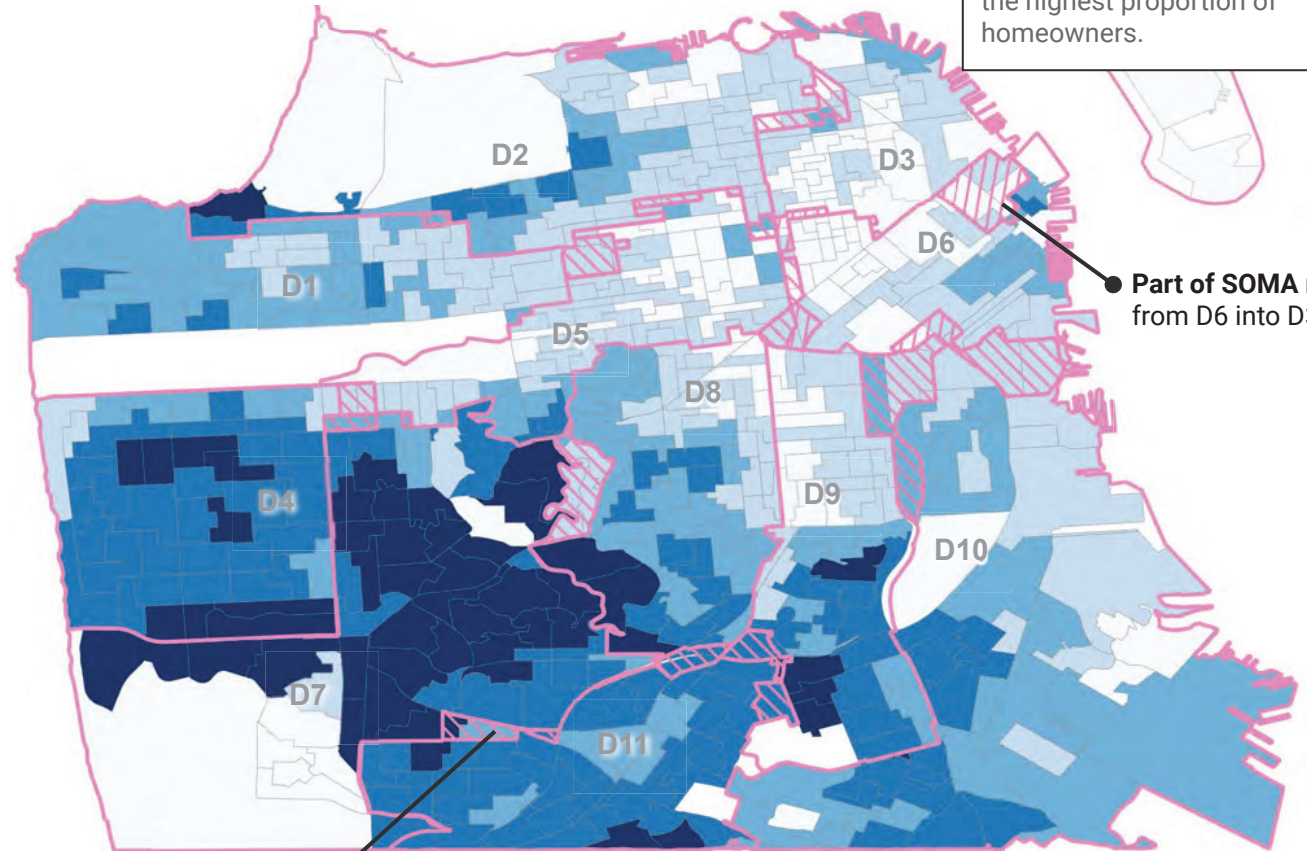 the highest proportion of
homeowners.
D2
D3
D6
D1
Part of SOMA
from D6 into D3
D5
D8
D4
D9
D10
D7
D11